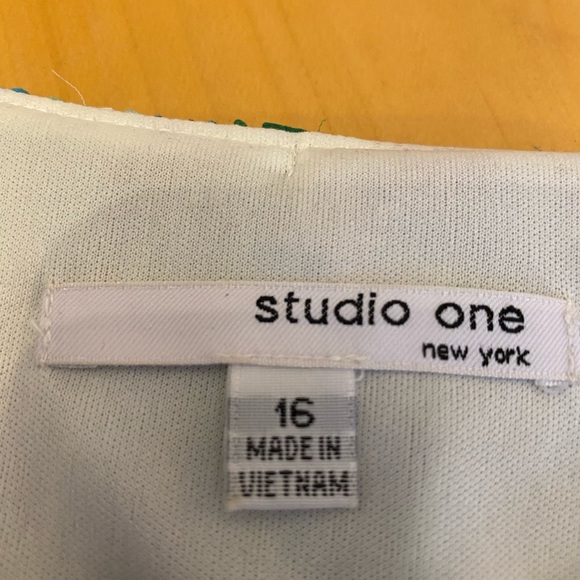 studio one
new york
16
MADE IN
VIETNAM